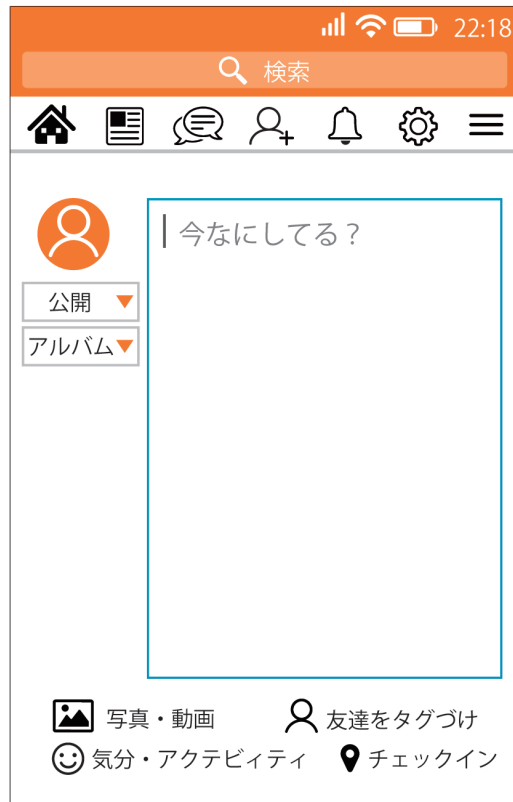 22:18
検索
今なにしてる？
公開
アルバム
写真・動画
友達をタグづけ
気分・アクテビィティ
チェックイン